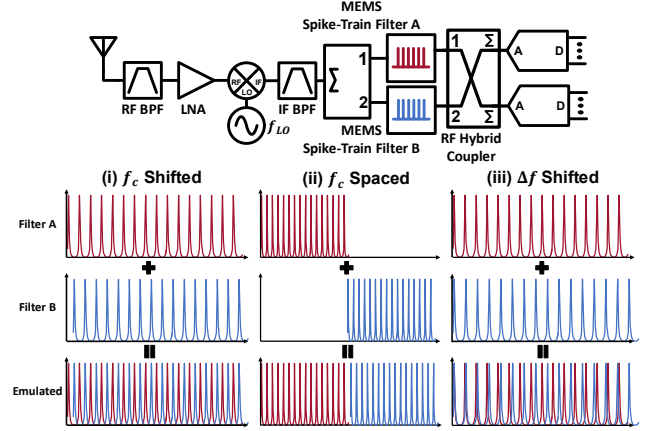 MEMS
Spike-Train Filter A
RF BPF
LNA
RF
IF
LO
f_LO
IF BPF
Σ
1
2
MEMS
Spike-Train Filter B
1
2
Σ
Σ
RF Hybrid
Coupler
A
D
A
D
(i) f_c Shifted
(ii) f_c Spaced
(iii) Δf Shifted
Filter A
Filter B
Emulated